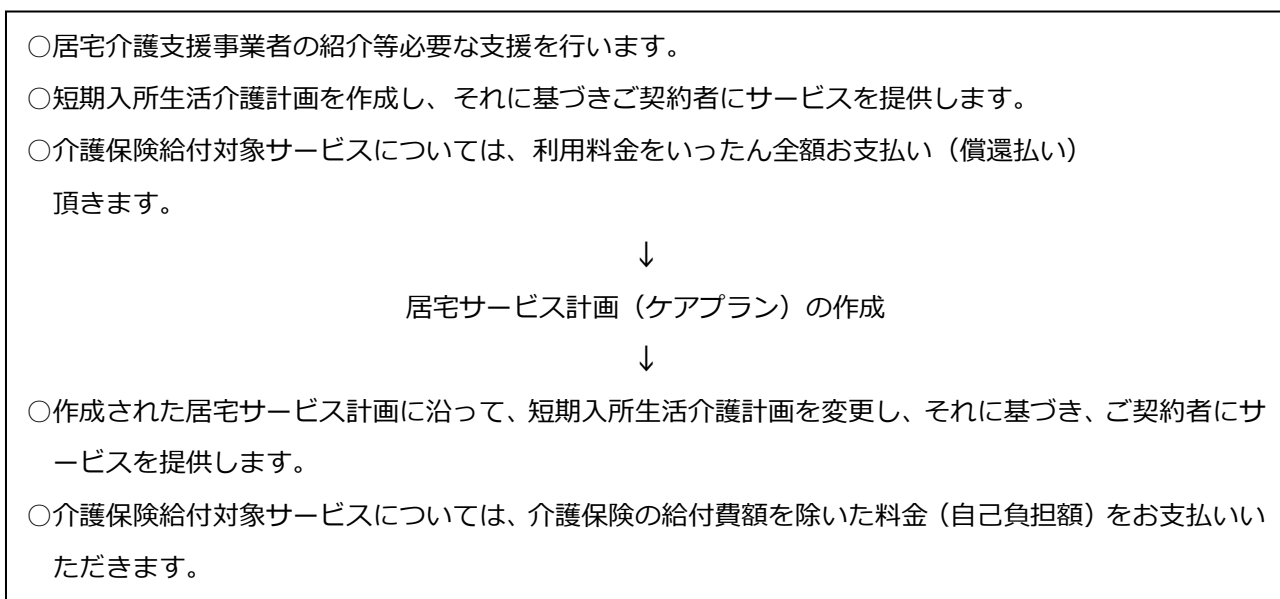 ○居宅介護支援事業者の紹介等必要な支援を行います。
○短期入所生活介護計画を作成し、それに基づきご契約者にサービスを提供します。
○介護保険給付対象サービスについては、利用料金をいったん全額お支払い（償還払い）
頂きます。
↓
居宅サービス計画（ケアプラン）の作成
↓
○作成された居宅サービス計画に沿って、短期入所生活介護計画を変更し、それに基づき、ご契約者にサ
ービスを提供します。
○介護保険給付対象サービスについては、介護保険の給付費額を除いた料金（自己負担額）をお支払いい
ただきます。